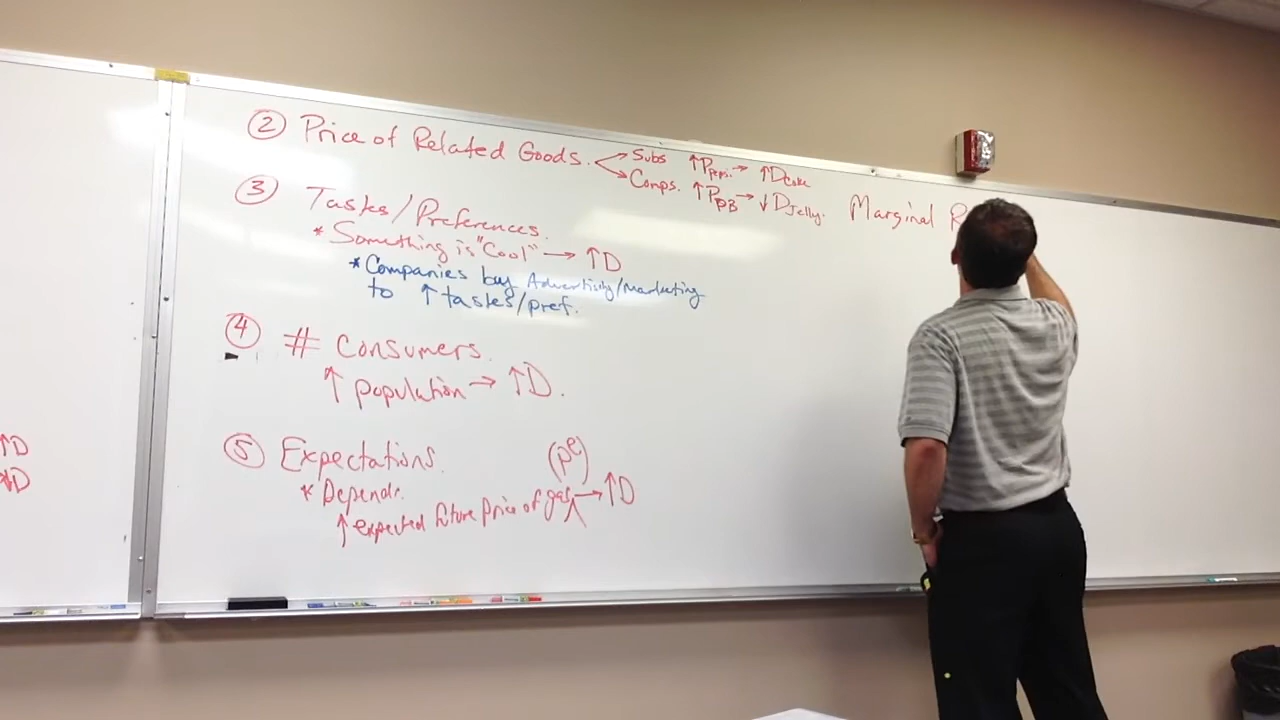 ② Price of Related Goods.
Subs ↑P Pepsi → ↑D Coke
Comps. ↑P PB → ↓D Jelly.
③ Tastes/Preferences.
* Something is "Cool" → ↑D
* Companies buy Advertisity/Marketing
to ↑ tastes/pref.
④ # Consumers.
↑ population → ↑D.
⑤ Expectations.
(pe)
* Depends.
↑ expected future price of gas → ↑D
Marginal
↑D
↓D